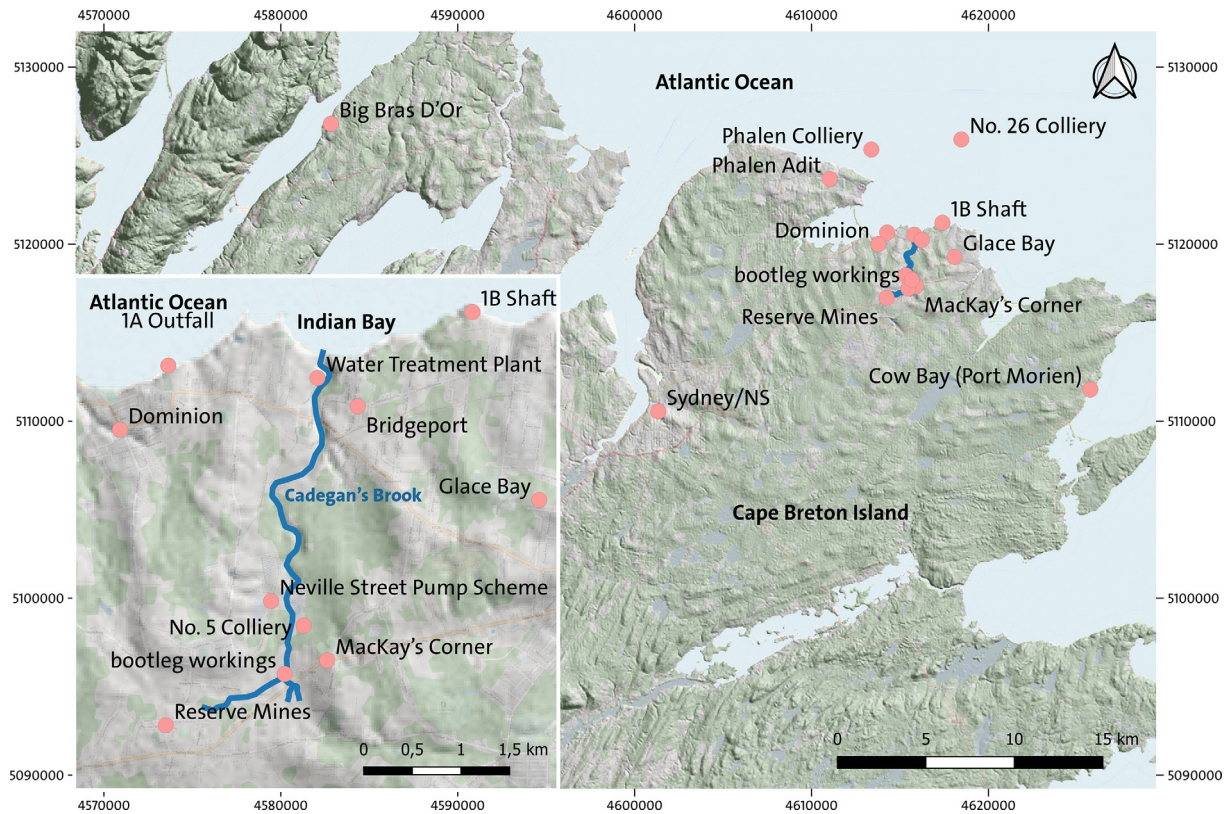 4570000
4580000
4590000
4600000
4610000
4620000
5130000
5130000
Atlantic Ocean
Big Bras D'Or
No. 26 Colliery
Phalen Colliery
Phalen Adit
1B Shaft
Dominion
5120000
Glace Bay
5120000
bootleg workings
MacKay's Corner
Reserve Mines
Cow Bay (Port Morien)
Sydney/NS
5110000
5110000
Cape Breton Island
5100000
5100000
0
5
10
15 km
5090000
5090000
Atlantic Ocean
1A Outfall
Indian Bay
1B Shaft
Water Treatment Plant
Dominion
Bridgeport
Glace Bay
Cadegan's Brook
Neville Street Pump Scheme
No. 5 Colliery
MacKay's Corner
bootleg workings
Reserve Mines
0
0,5
1
1,5 km
4570000
4580000
4590000
4600000
4610000
4620000